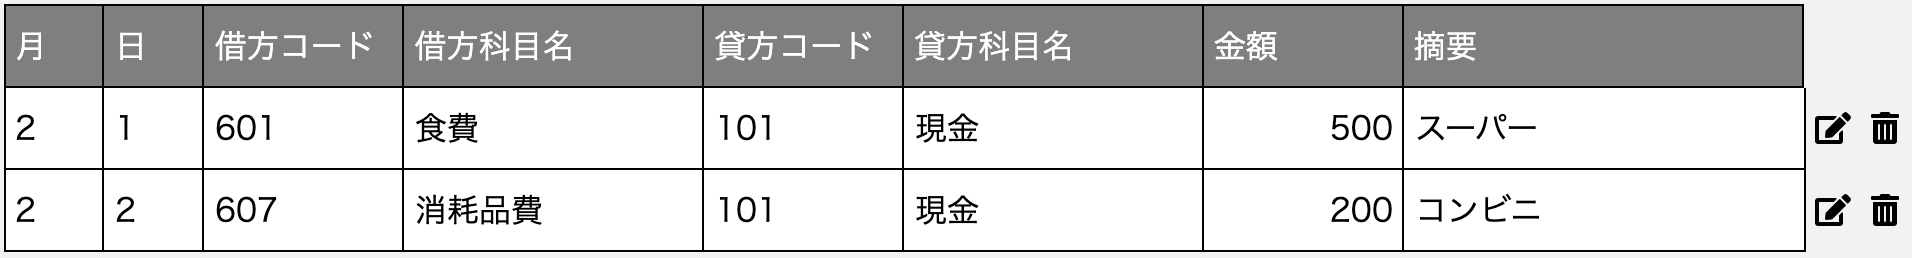 月 日 借方コード 借方科目名 貸方コード 貸方科目名 金額 摘要
2 1 601 食費 101 現金 500 スーパー
2 2 607 消耗品費 101 現金 200 コンビニ